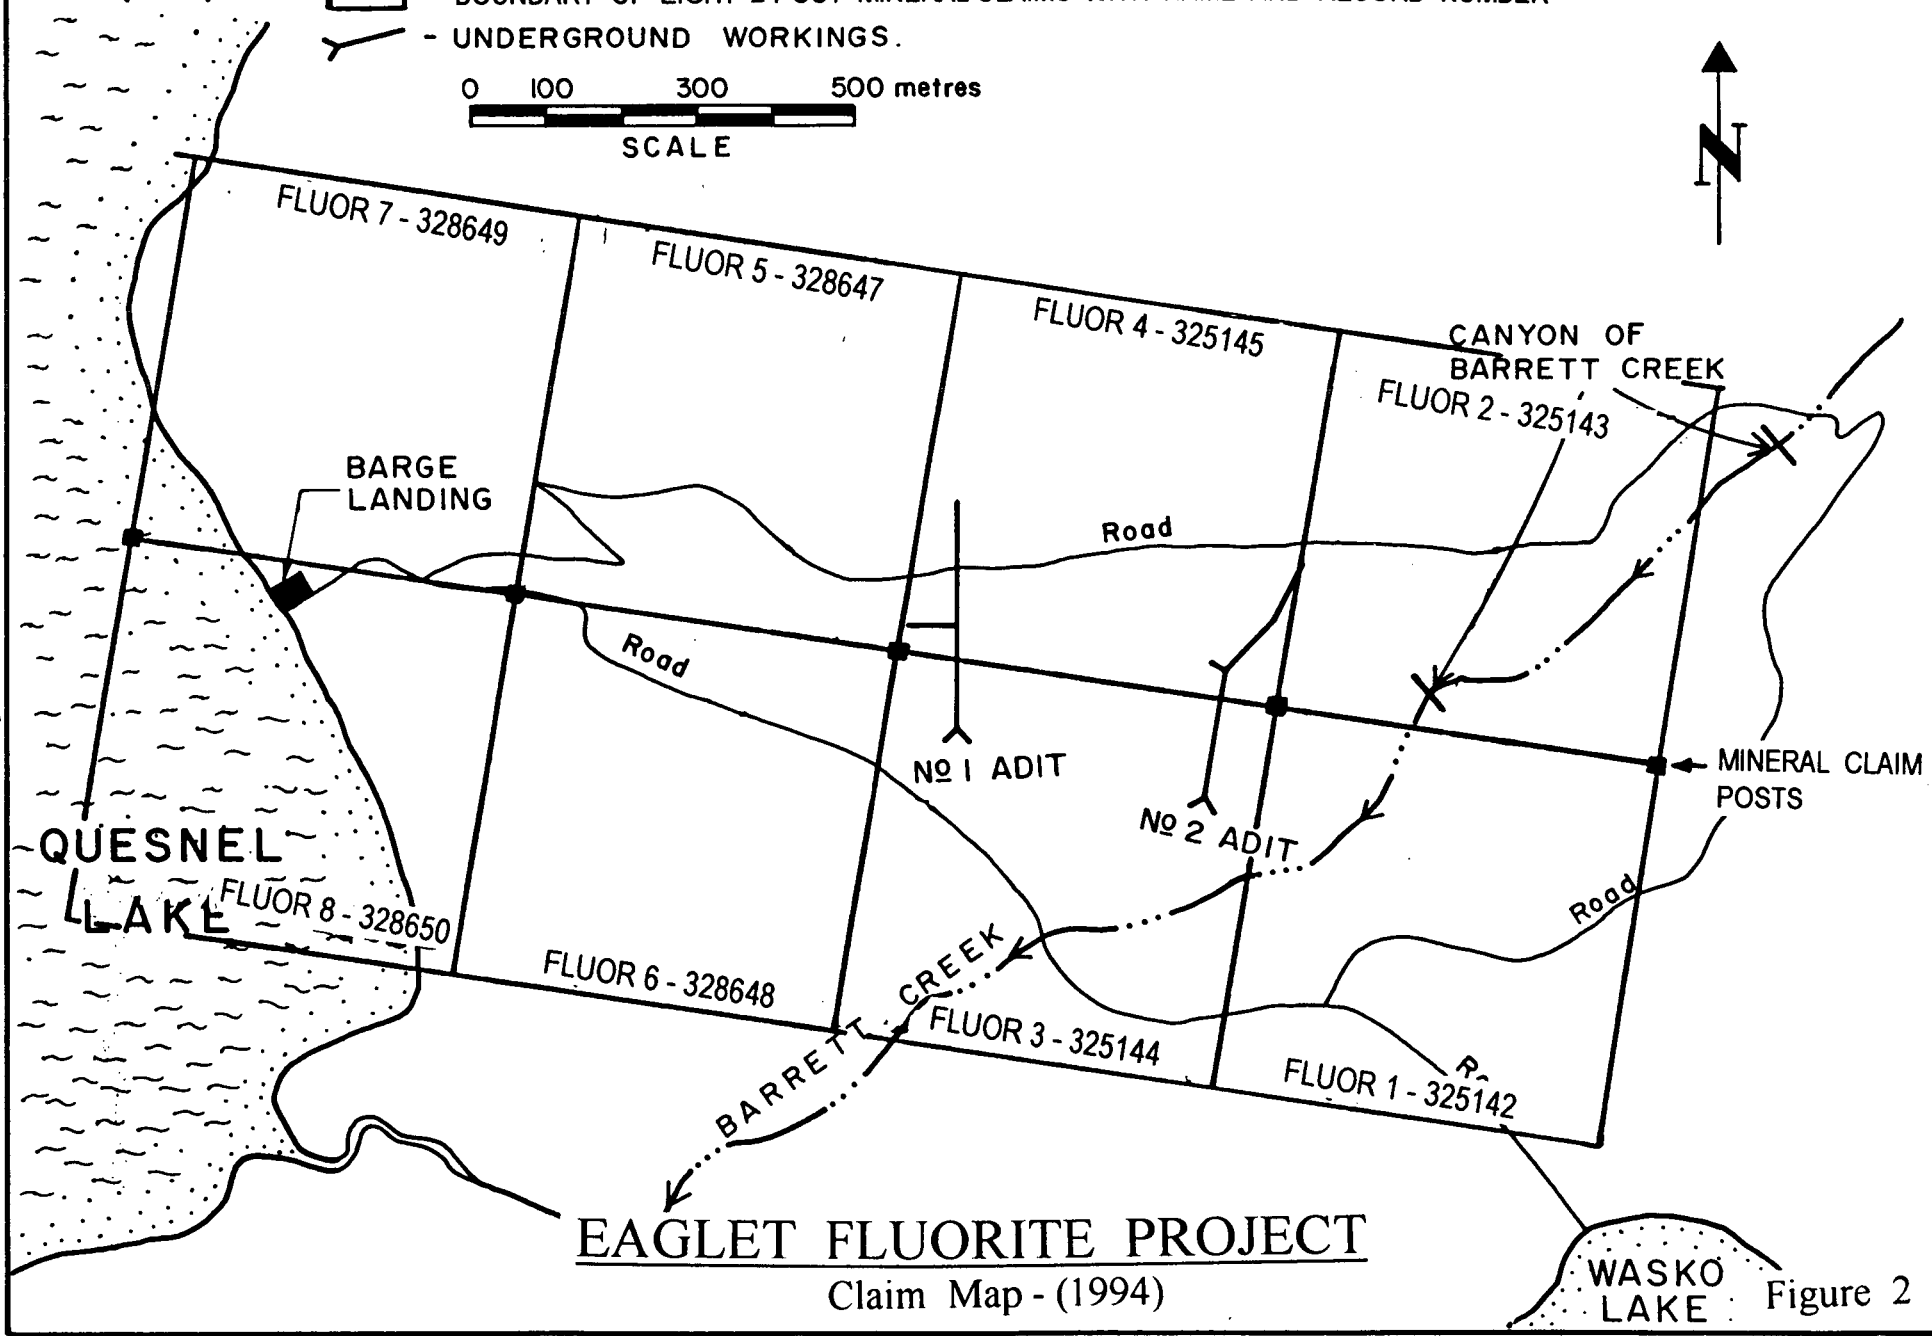 - UNDERGROUND WORKINGS.
0 100 300 500 metres
SCALE
N
FLUOR 7 - 328649
FLUOR 5 - 328647
FLUOR 4 - 325145
CANYON OF
BARRETT CREEK
FLUOR 2 - 325143
BARGE
LANDING
Road
Road
No 1 ADIT
MINERAL CLAIM
POSTS
No 2 ADIT
QUESNEL
LAKE
FLUOR 8 - 328650
Road
FLUOR 6 - 328648
BARRETT CREEK
FLUOR 3 - 325144
FLUOR 1 - 325142
EAGLET FLUORITE PROJECT
Claim Map - (1994)
WASKO
LAKE
Figure 2